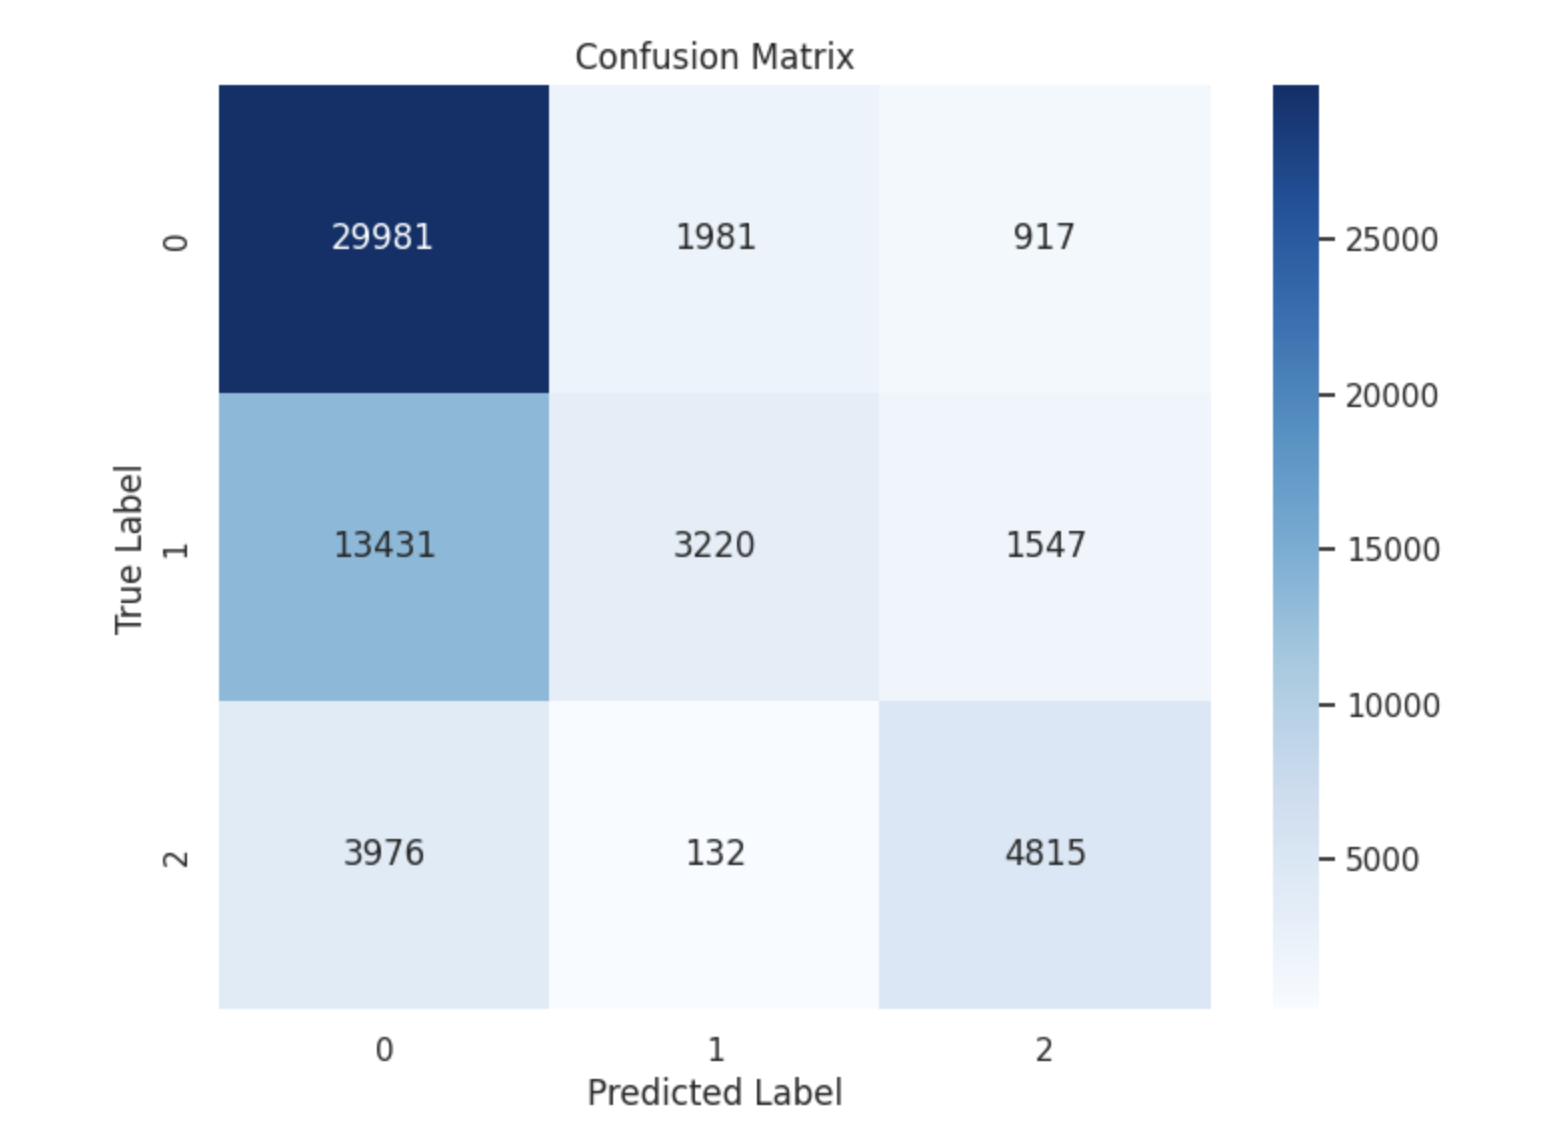 Confusion Matrix
True Label
0
29981 1981 917
1
13431 3220 1547
2
3976 132 4815
0 1 2
Predicted Label
25000
20000
15000
10000
5000